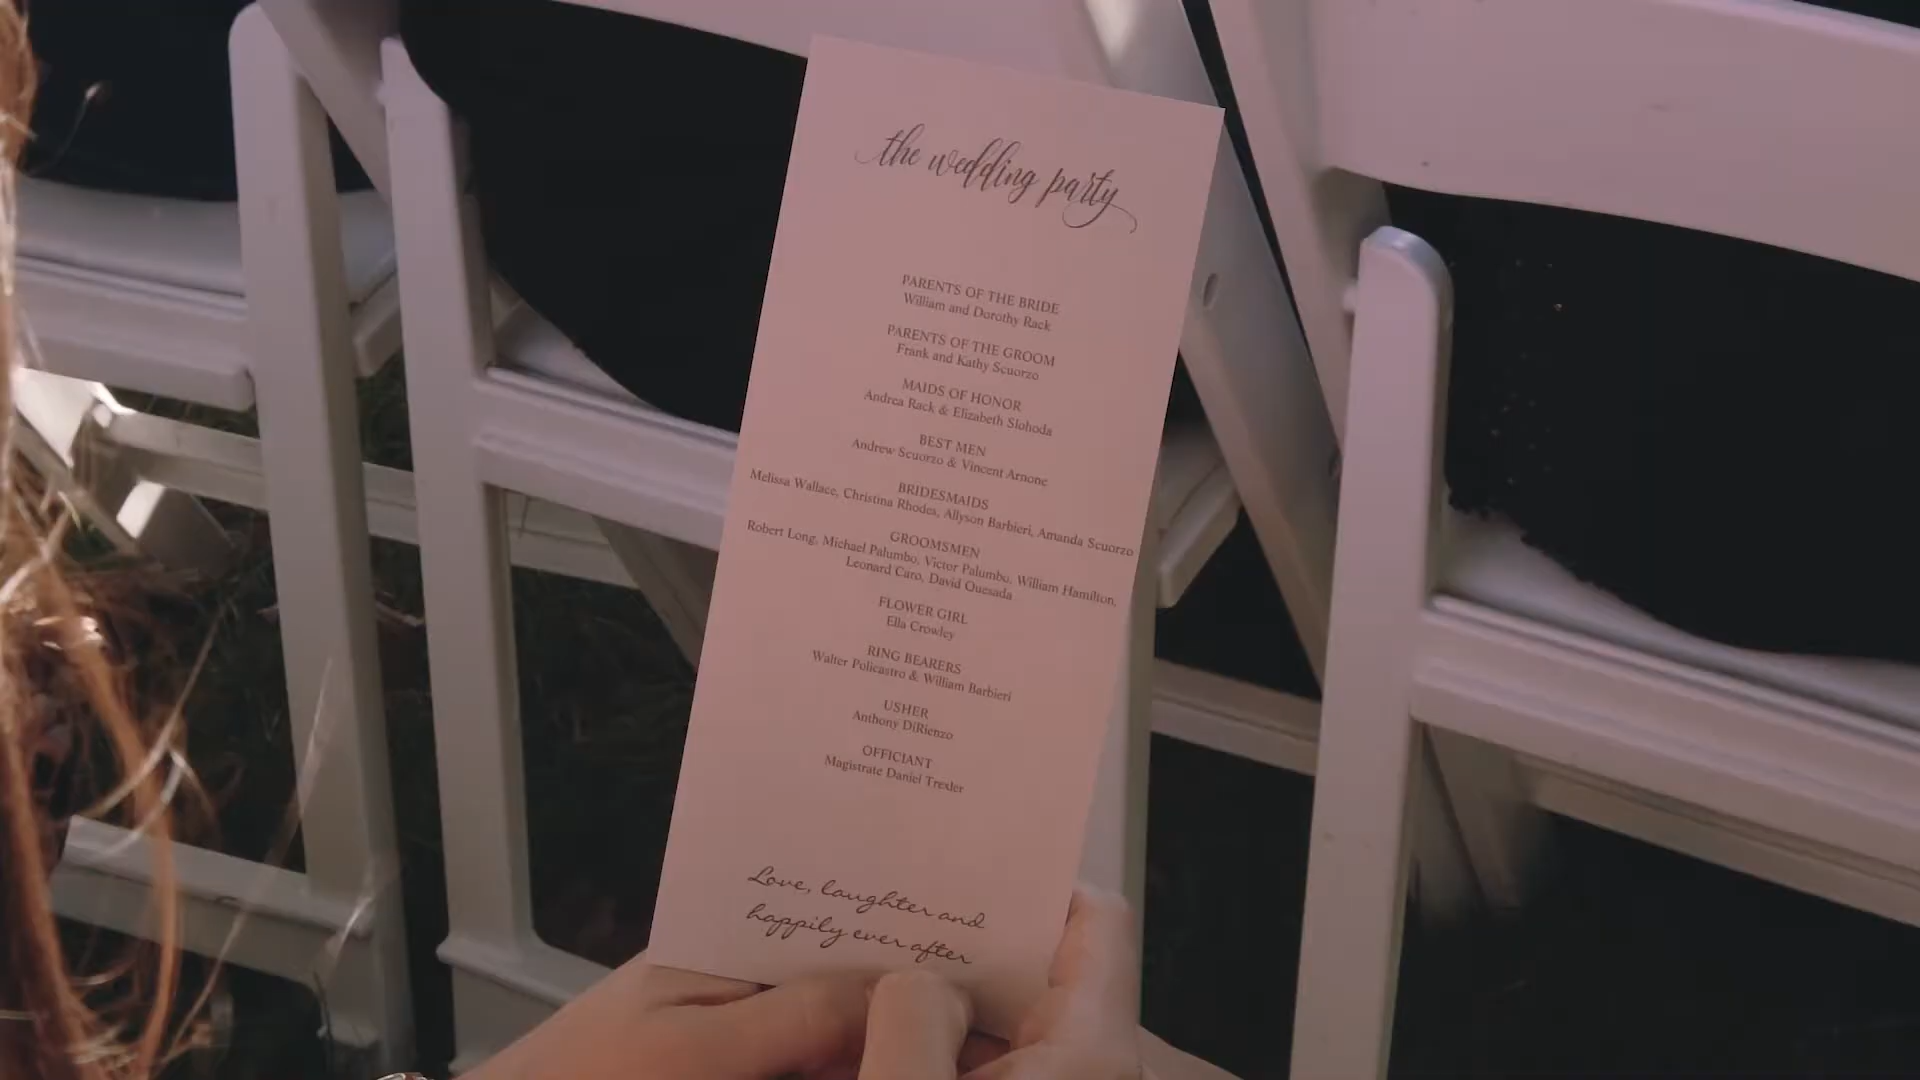 the wedding party
PARENTS OF THE BRIDE
William and Dorothy Rack
PARENTS OF THE GROOM
Frank and Kathy Scuorzo
MAIDS OF HONOR
Andrea Rack & Elizabeth Slohoda
BEST MEN
Andrew Scuorzo & Vincent Arnone
BRIDESMAIDS
Melissa Wallace, Christina Rhodes, Allyson Barbieri, Amanda Scuorzo
GROOMSMEN
Robert Long, Michael Palumbo, Victor Palumbo, William Hamilton,
Leonard Caro, David Quesada
FLOWER GIRL
Ella Crowley
RING BEARERS
Walter Policastro & William Barbieri
USHER
Anthony DiRienzo
OFFICIANT
Magistrate Daniel Trexler
Love, laughter and
happily ever after